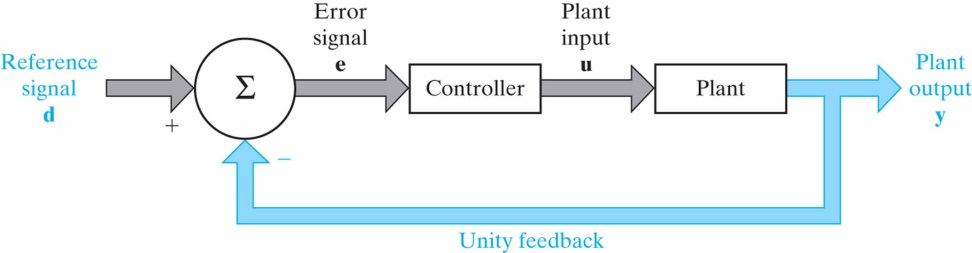 Reference
signal
d
+
Σ
−
Error
signal
e
Controller
Plant
input
u
Plant
Plant
output
y
Unity feedback